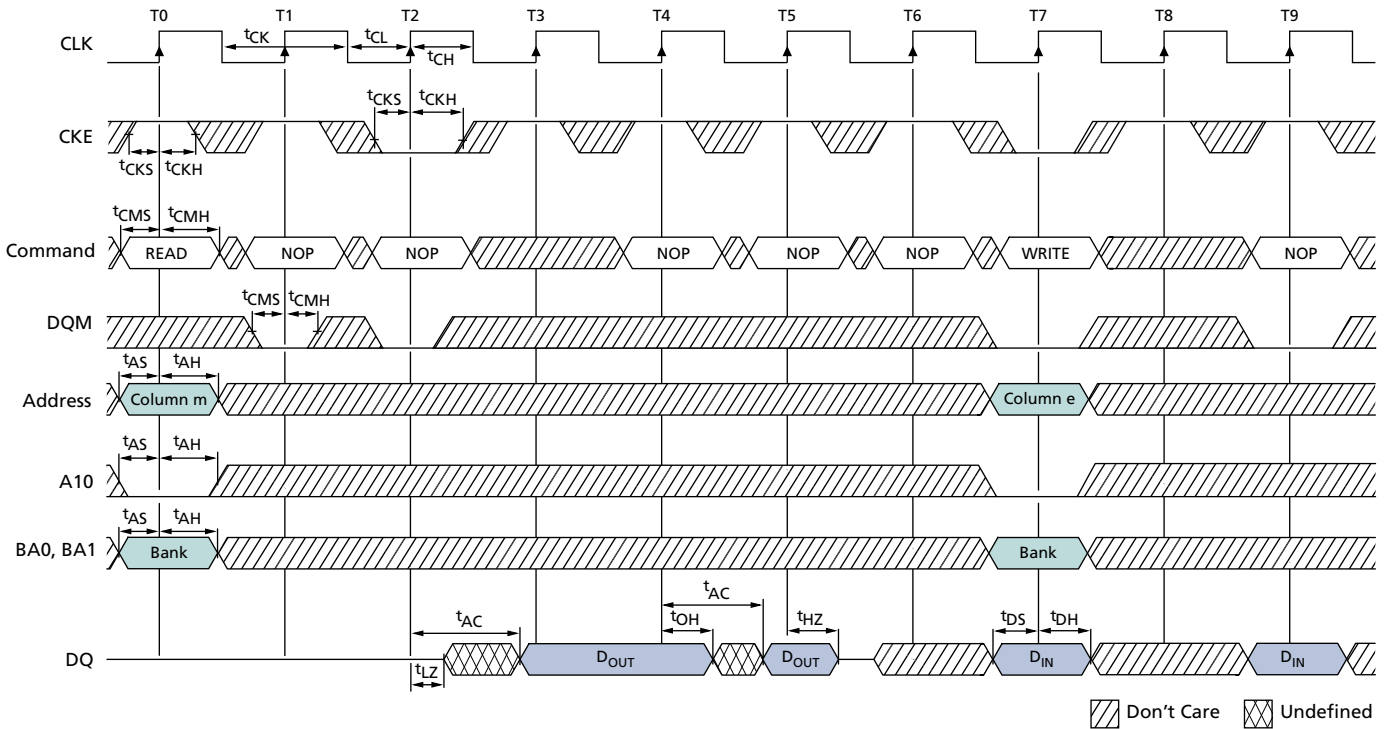 T0 T1 T2 T3 T4 T5 T6 T7 T8 T9
CLK
tCK tCL
tCH
tCKS tCKH
CKE
tCKS tCKH
tCMS tCMH
Command READ NOP NOP NOP NOP NOP WRITE NOP
tCMS tCMH
DQM
tAS tAH
Address Column m Column e
tAS tAH
A10
tAS tAH
BA0, BA1 Bank Bank
tAC tAC tOH tHZ tDS tDH
DQ DOUT DOUT DIN DIN
tLZ
Don't Care Undefined